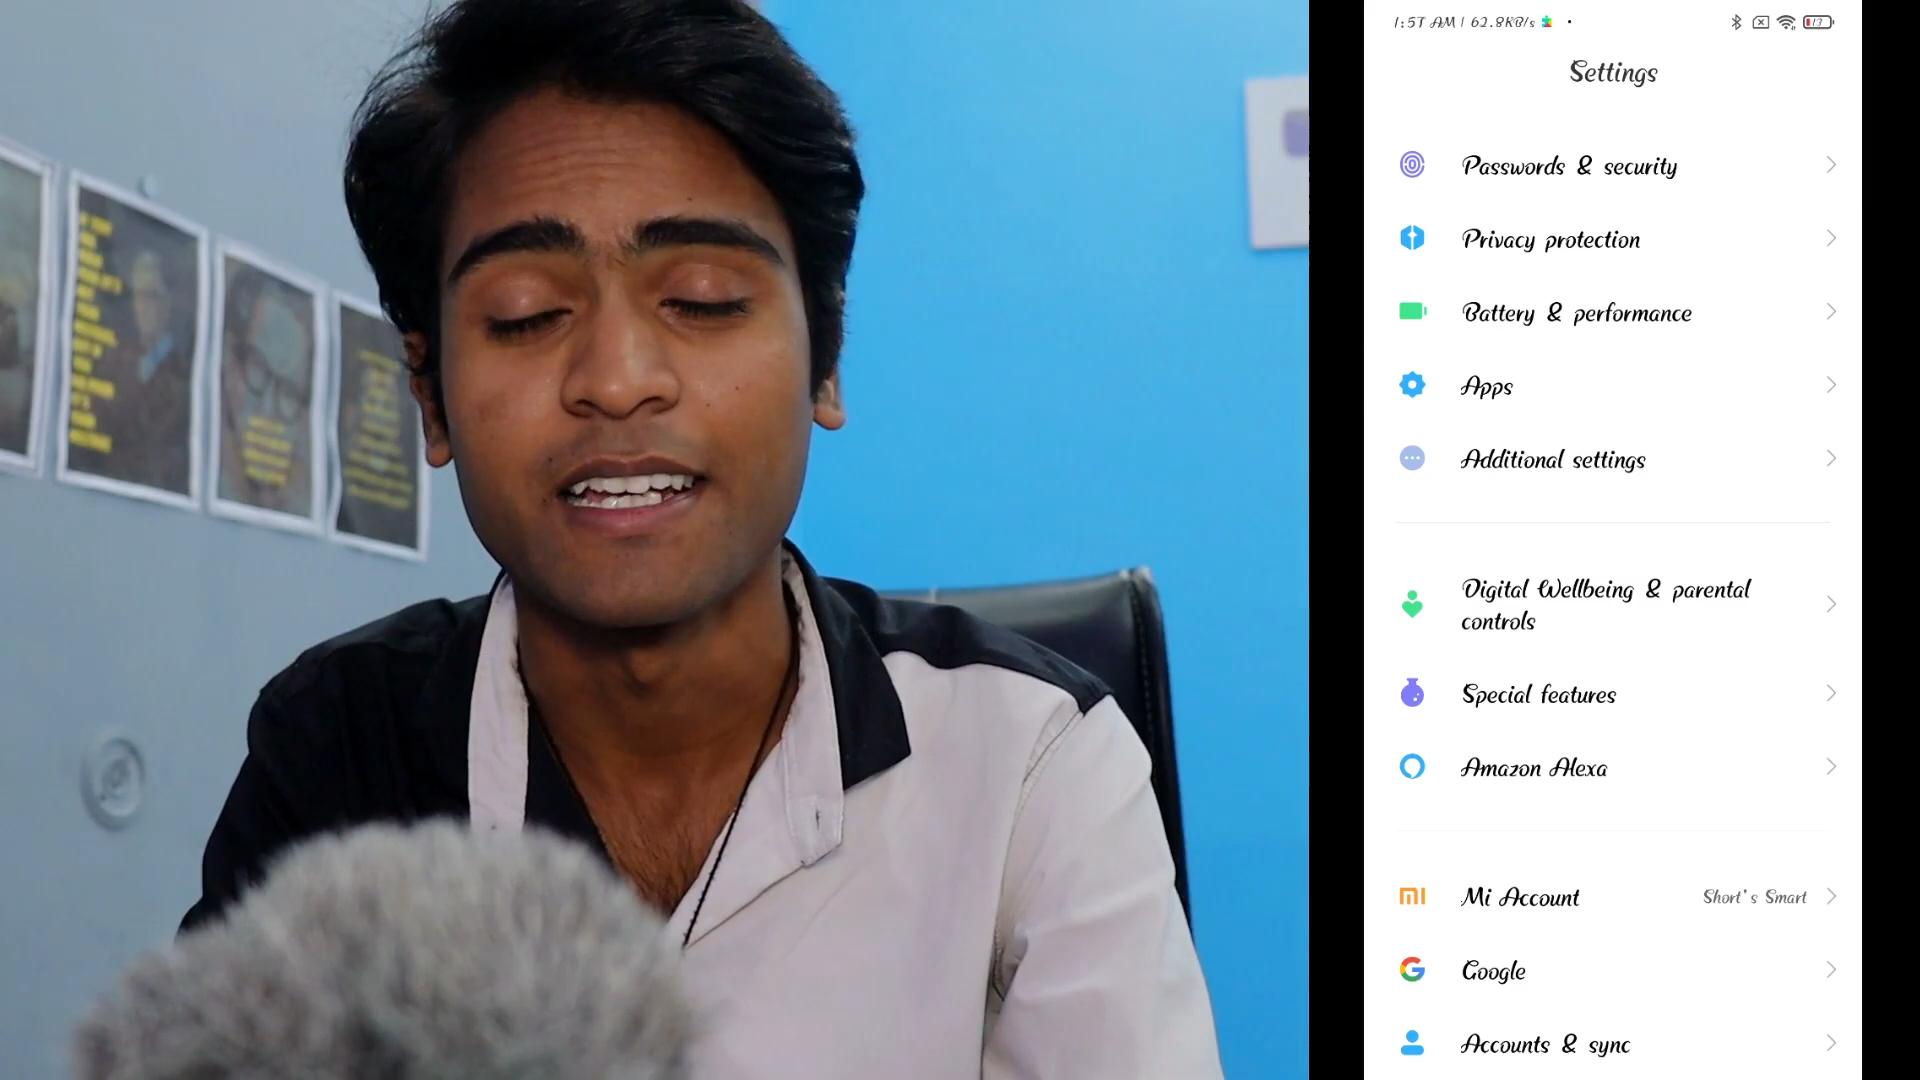 1:57 AM | 62.8KB/s
13
Settings
Passwords & security
Privacy protection
Battery & performance
Apps
Additional settings
Digital Wellbeing & parental
controls
Special features
Amazon Alexa
Mi Account
Short's Smart
Google
Accounts & sync